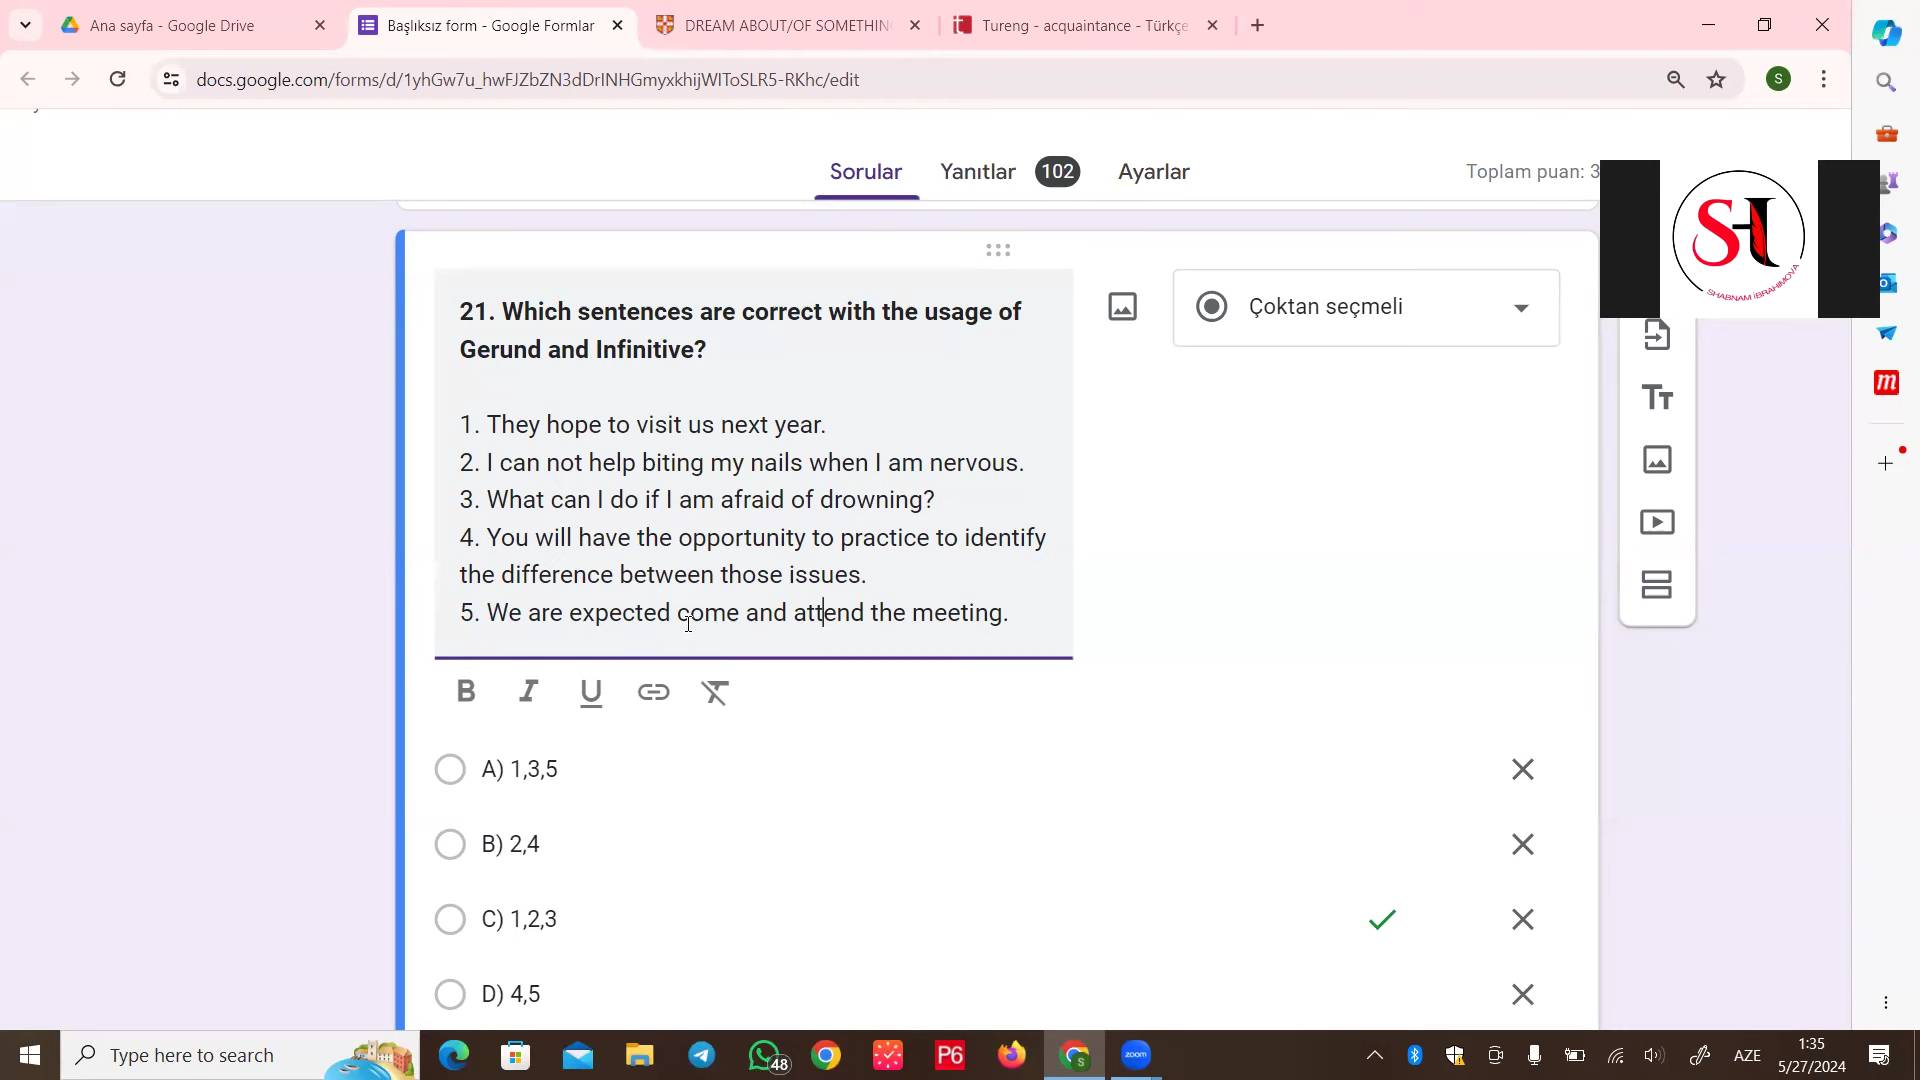 Ana sayfa - Google Drive
Başlıksız form - Google Formlar
DREAM ABOUT/OF SOMETHIN
Tureng - acquaintance - Türkçe
docs.google.com/forms/d/1yhGw7u_hwFJZbZN3dDrINHGmyxkhijWIToSLR5-RKhc/edit
S
Sorular
Yanıtlar
102
Ayarlar
Toplam puan: 3
SHI
SHABNAM İBRAHIMOVA
21. Which sentences are correct with the usage of
Gerund and Infinitive?
Çoktan seçmeli
1. They hope to visit us next year.
2. I can not help biting my nails when I am nervous.
3. What can I do if I am afraid of drowning?
4. You will have the opportunity to practice to identify
the difference between those issues.
5. We are expected come and attend the meeting.
B I U
A) 1,3,5
B) 2,4
C) 1,2,3
D) 4,5
Type here to search
48
P6
zoom
AZE
1:35
5/27/2024